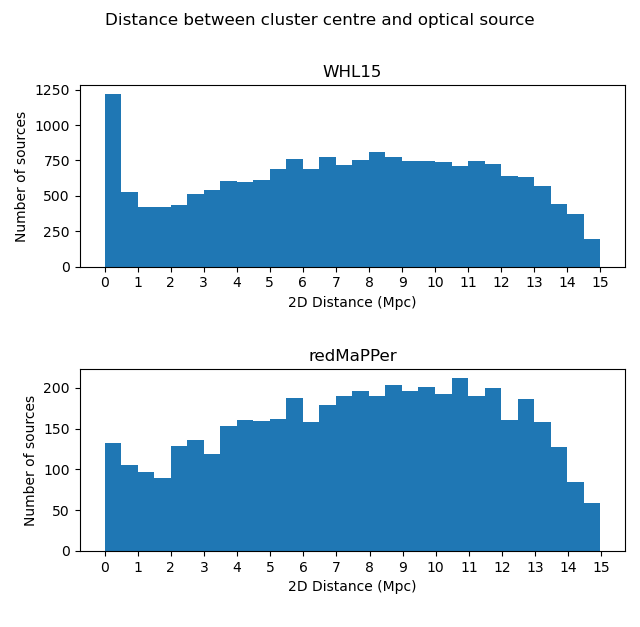 Distance between cluster centre and optical source
WHL15
Number of sources
1250
1000
750
500
250
0
0 1 2 3 4 5 6 7 8 9 10 11 12 13 14 15
2D Distance (Mpc)
redMaPPer
Number of sources
200
150
100
50
0
0 1 2 3 4 5 6 7 8 9 10 11 12 13 14 15
2D Distance (Mpc)